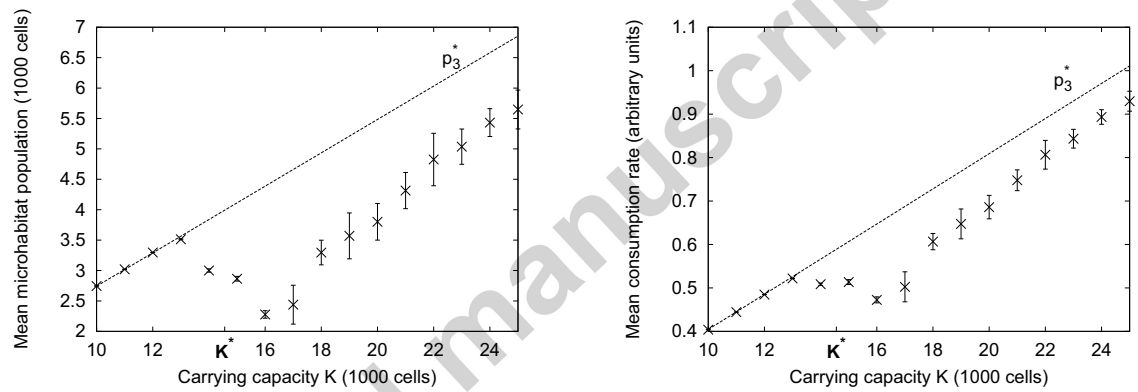 Mean microhabitat population (1000 cells)
7
6.5
6
5.5
5
4.5
4
3.5
3
2.5
2
p3*
10 12 K* 16 18 20 22 24
Carrying capacity K (1000 cells)
Mean consumption rate (arbitrary units)
1.1
1
0.9
0.8
0.7
0.6
0.5
0.4
p3*
10 12 K* 16 18 20 22 24
Carrying capacity K (1000 cells)
manuscript